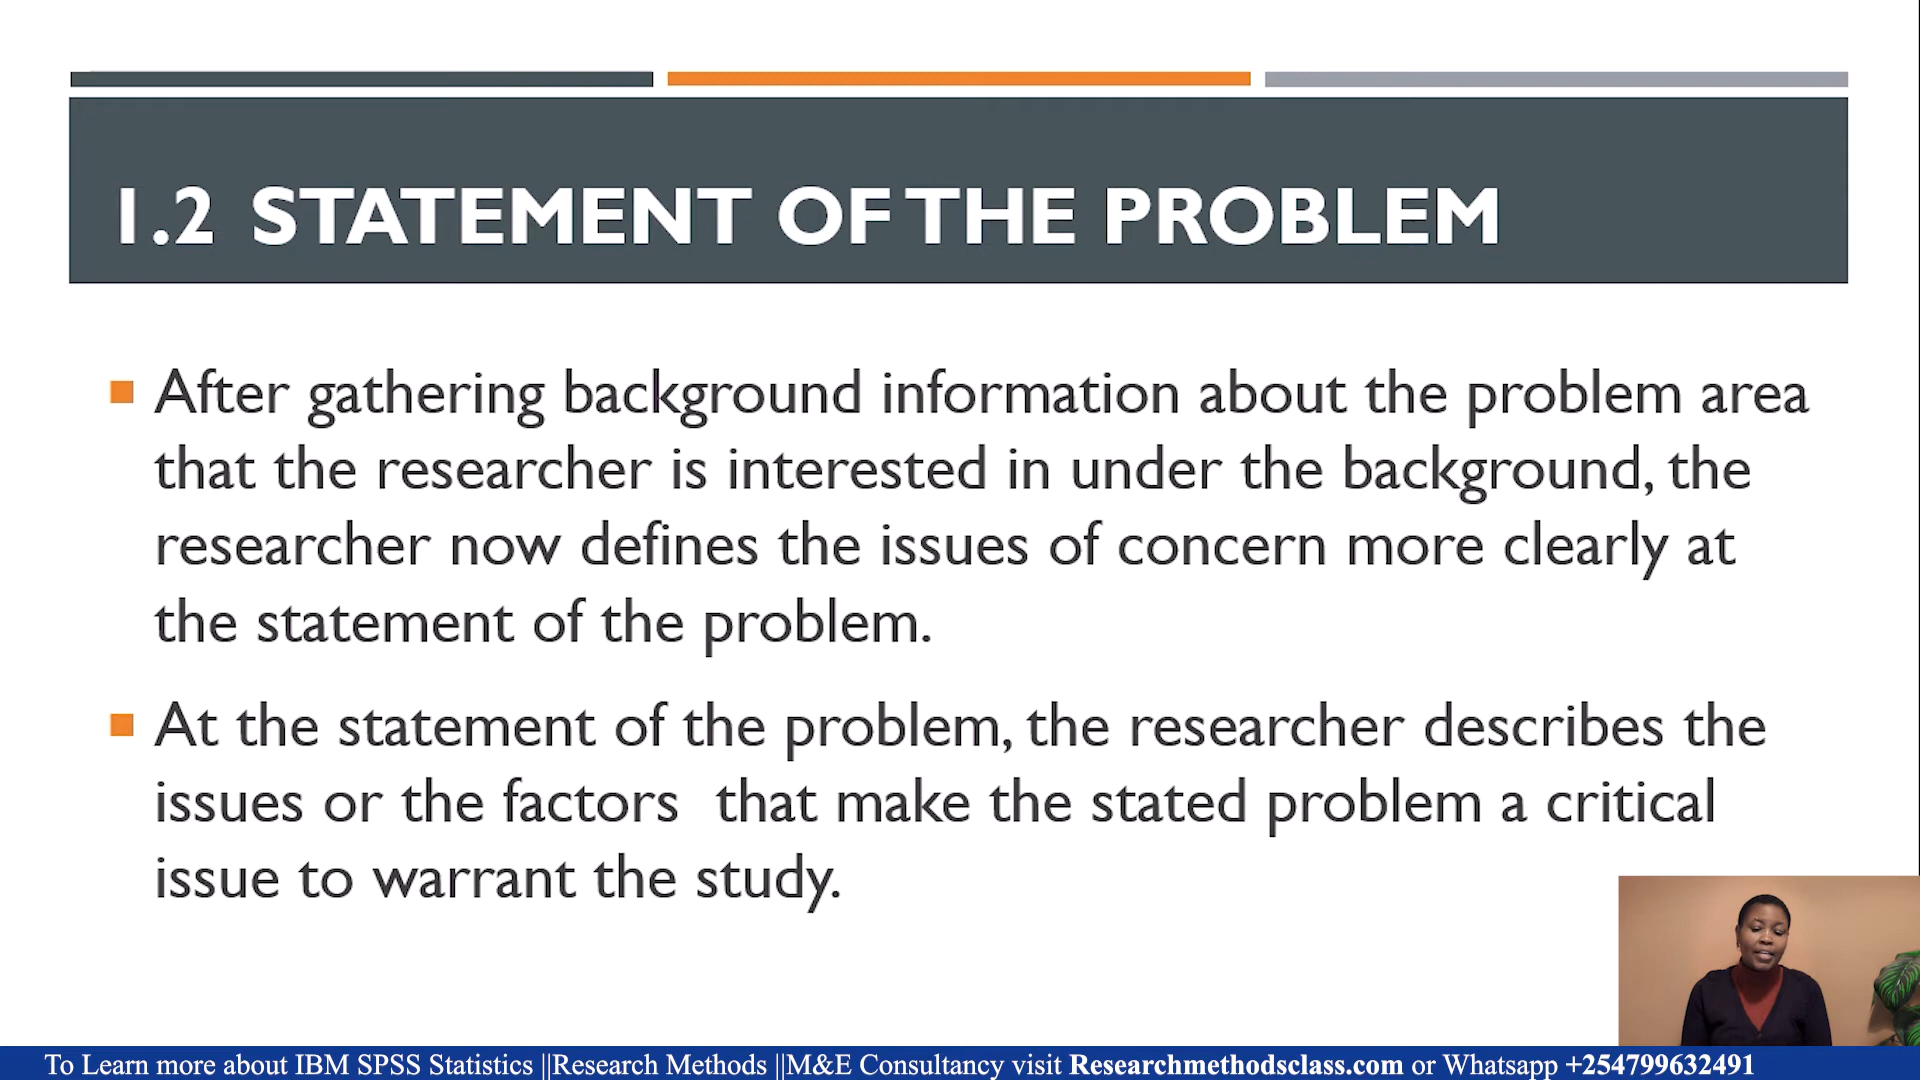 1.2 STATEMENT OF THE PROBLEM
After gathering background information about the problem area
that the researcher is interested in under the background, the
researcher now defines the issues of concern more clearly at
the statement of the problem.
At the statement of the problem, the researcher describes the
issues or the factors that make the stated problem a critical
issue to warrant the study.
To Learn more about IBM SPSS Statistics ||Research Methods ||M&E Consultancy visit Researchmethodsclass.com or Whatsapp +254799632491